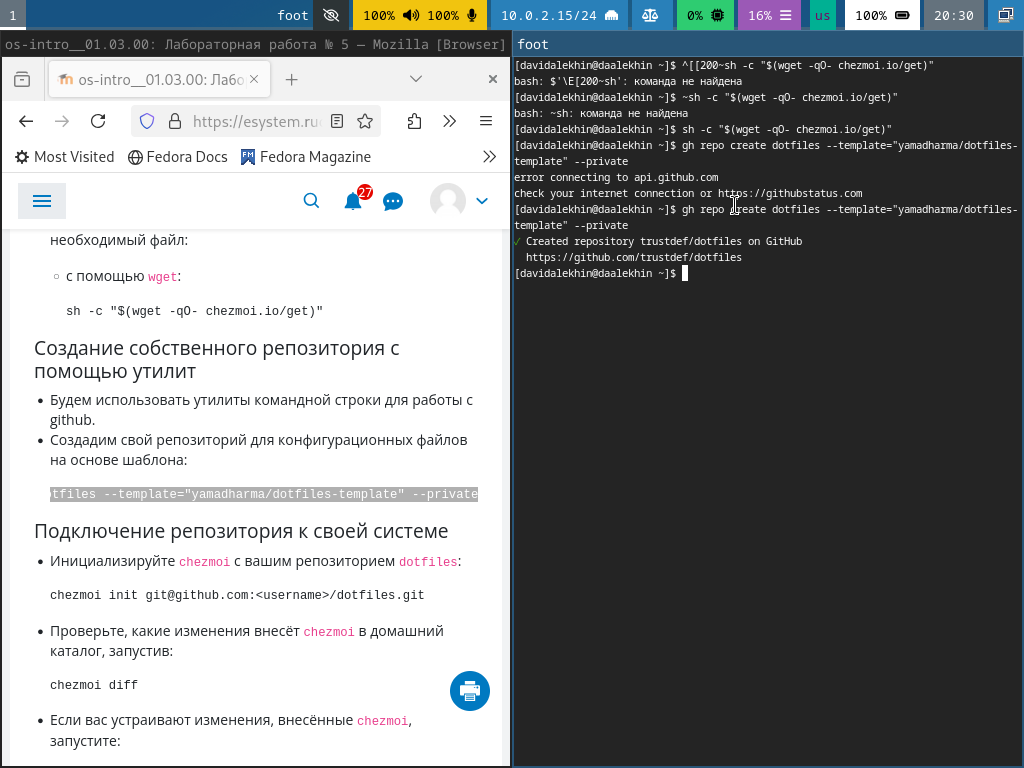 1
foot
100%
100%
10.0.2.15/24
0%
16%
us
100%
20:30
os-intro__01.03.00: Лабораторная работа № 5 — Mozilla [Browser]
os-intro__01.03.00: Лабо
https://esystem.ru
Most Visited
Fedora Docs
Fedora Magazine
27
необходимый файл:
с помощью wget:
sh -c "$(wget -qO- chezmoi.io/get)"
Создание собственного репозитория с
помощью утилит
Будем использовать утилиты командной строки для работы с
github.
Создадим свой репозиторий для конфигурационных файлов
на основе шаблона:
otfiles --template="yamadharma/dotfiles-template" --private
Подключение репозитория к своей системе
Инициализируйте chezmoi с вашим репозиторием dotfiles:
chezmoi init git@github.com:<username>/dotfiles.git
Проверьте, какие изменения внесёт chezmoi в домашний
каталог, запустив:
chezmoi diff
Если вас устраивают изменения, внесённые chezmoi,
запустите:
foot
[davidalekhin@daalekhin ~]$ ^[[200~sh -c "$(wget -qO- chezmoi.io/get)"
bash: $'\E[200~sh': команда не найдена
[davidalekhin@daalekhin ~]$ ~sh -c "$(wget -qO- chezmoi.io/get)"
bash: ~sh: команда не найдена
[davidalekhin@daalekhin ~]$ sh -c "$(wget -qO- chezmoi.io/get)"
[davidalekhin@daalekhin ~]$ gh repo create dotfiles --template="yamadharma/dotfiles-
template" --private
error connecting to api.github.com
check your internet connection or https://githubstatus.com
[davidalekhin@daalekhin ~]$ gh repo create dotfiles --template="yamadharma/dotfiles-
template" --private
✓ Created repository trustdef/dotfiles on GitHub
https://github.com/trustdef/dotfiles
[davidalekhin@daalekhin ~]$